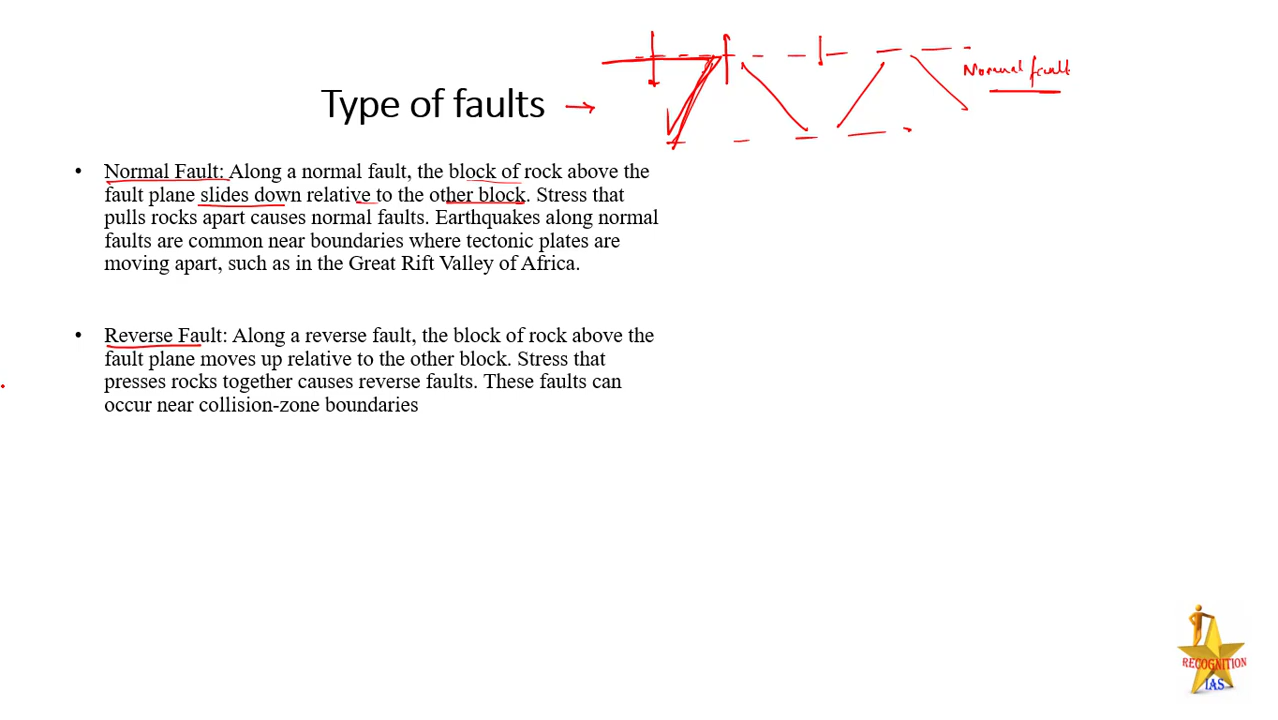 Normal fault
Type of faults
• Normal Fault: Along a normal fault, the block of rock above the
fault plane slides down relative to the other block. Stress that
pulls rocks apart causes normal faults. Earthquakes along normal
faults are common near boundaries where tectonic plates are
moving apart, such as in the Great Rift Valley of Africa.
• Reverse Fault: Along a reverse fault, the block of rock above the
fault plane moves up relative to the other block. Stress that
presses rocks together causes reverse faults. These faults can
occur near collision-zone boundaries
RECOGNITION
IAS